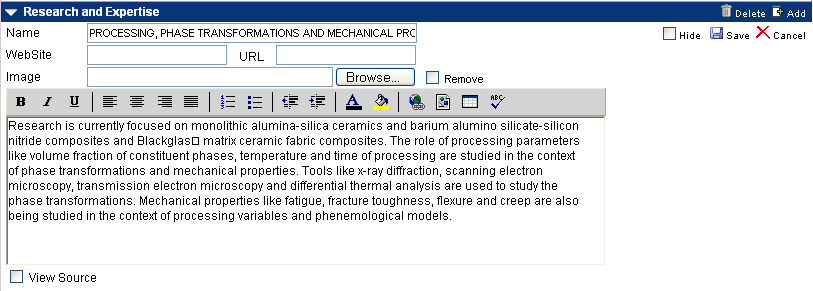 Research and Expertise
Delete Add
Name PROCESSING, PHASE TRANSFORMATIONS AND MECHANICAL PRC
Hide Save Cancel
WebSite URL
Image Browse... Remove
B I U ABC
Research is currently focused on monolithic alumina-silica ceramics and barium alumino silicate-silicon
nitride composites and Blackglas□ matrix ceramic fabric composites. The role of processing parameters
like volume fraction of constituent phases, temperature and time of processing are studied in the context
of phase transformations and mechanical properties. Tools like x-ray diffraction, scanning electron
microscopy, transmission electron microscopy and differential thermal analysis are used to study the
phase transformations. Mechanical properties like fatigue, fracture toughness, flexure and creep are also
being studied in the context of processing variables and phenemological models.
View Source